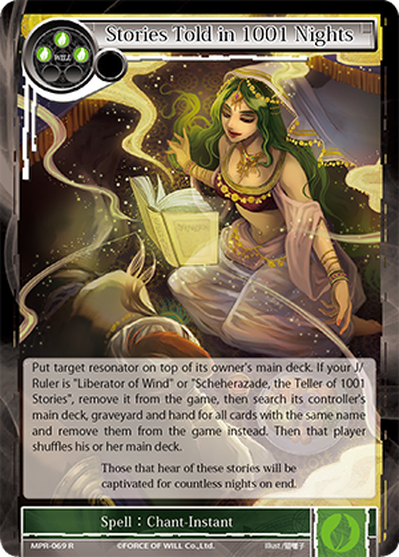 Stories Told in 1001 Nights
WILL
Put target resonator on top of its owner's main deck. If your J/
Ruler is "Liberator of Wind" or "Scheherazade, the Teller of 1001
Stories", remove it from the game, then search its controller's
main deck, graveyard and hand for all cards with the same name
and remove them from the game instead. Then that player
shuffles his or her main deck.
Those that hear of these stories will be
captivated for countless nights on end.
Spell : Chant-Instant
MPR-069 R
©FORCE OF WILL Co.,Ltd.
Illust./